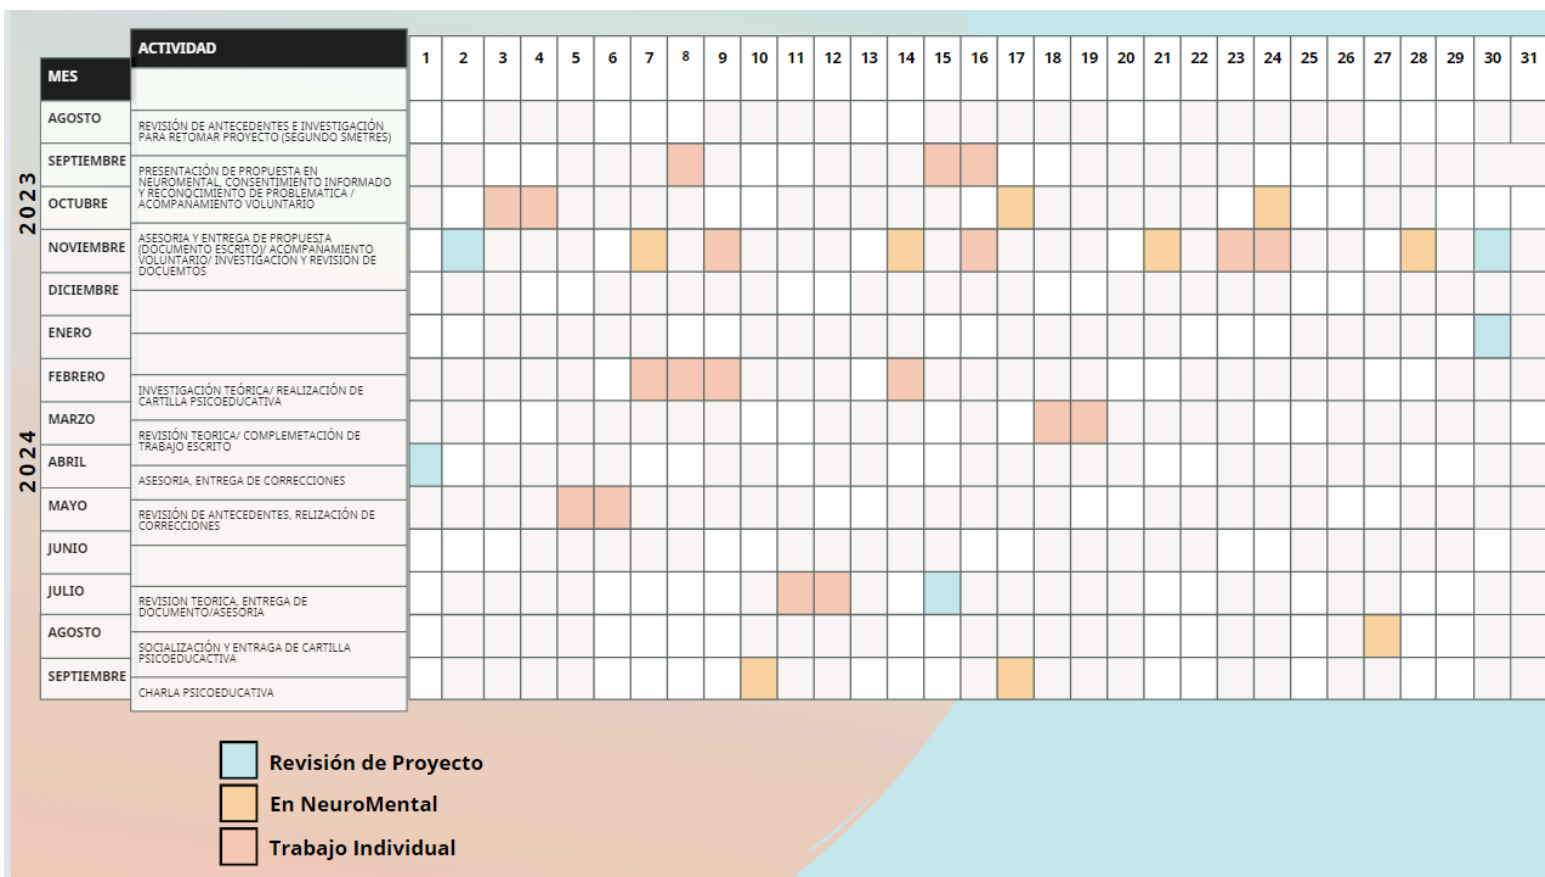 ACTIVIDAD
MES
1 2 3 4 5 6 7 8 9 10 11 12 13 14 15 16 17 18 19 20 21 22 23 24 25 26 27 28 29 30 31
2023
AGOSTO
REVISIÓN DE ANTECEDENTES E INVESTIGACIÓN
PARA RETOMAR PROYECTO (SEGUNDO SMETRES)
SEPTIEMBRE
PRESENTACIÓN DE PROPUESTA EN
NEUROMENTAL, CONSENTIMIENTO INFORMADO
Y RECONOCIMIENTO DE PROBLEMATICA /
ACOMPAÑAMIENTO VOLUNTARIO
OCTUBRE
NOVIEMBRE
ASESORIA Y ENTREGA DE PROPUESTA
(DOCUMENTO ESCRITO)/ ACOMPAÑAMIENTO
VOLUNTARIO/ INVESTIGACIÓN Y REVISIÓN DE
DOCUEMTOS
DICIEMBRE
2024
ENERO
FEBRERO
INVESTIGACIÓN TEÓRICA/ REALIZACIÓN DE
CARTILLA PSICOEDUCATIVA
MARZO
REVISIÓN TEORICA/ COMPLEMETACIÓN DE
TRABAJO ESCRITO
ABRIL
ASESORIA, ENTREGA DE CORRECCIONES
MAYO
REVISIÓN DE ANTECEDENTES, RELIZACIÓN DE
CORRECCIONES
JUNIO
JULIO
REVISION TEORICA, ENTREGA DE
DOCUMENTO/ASESORIA
AGOSTO
SOCIALIZACIÓN Y ENTRAGA DE CARTILLA
PSICOEDUCACTIVA
SEPTIEMBRE
CHARLA PSICOEDUCATIVA
Revisión de Proyecto
En NeuroMental
Trabajo Individual